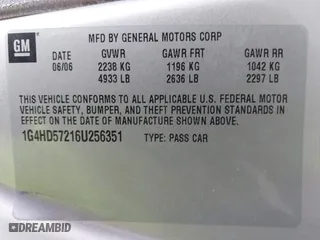 GM
MFD BY GENERAL MOTORS CORP
DATE GVWR GAWR FRT GAWR RR
06/06 2238 KG 1196 KG 1042 KG
4933 LB 2636 LB 2297 LB
THIS VEHICLE CONFORMS TO ALL APPLICABLE U.S. FEDERAL MOTOR
VEHICLE SAFETY, BUMPER, AND THEFT PREVENTION STANDARDS IN
EFFECT ON THE DATE OF MANUFACTURE SHOWN ABOVE.
1G4HD57216U256351 TYPE: PASS CAR
RIDESAFELY